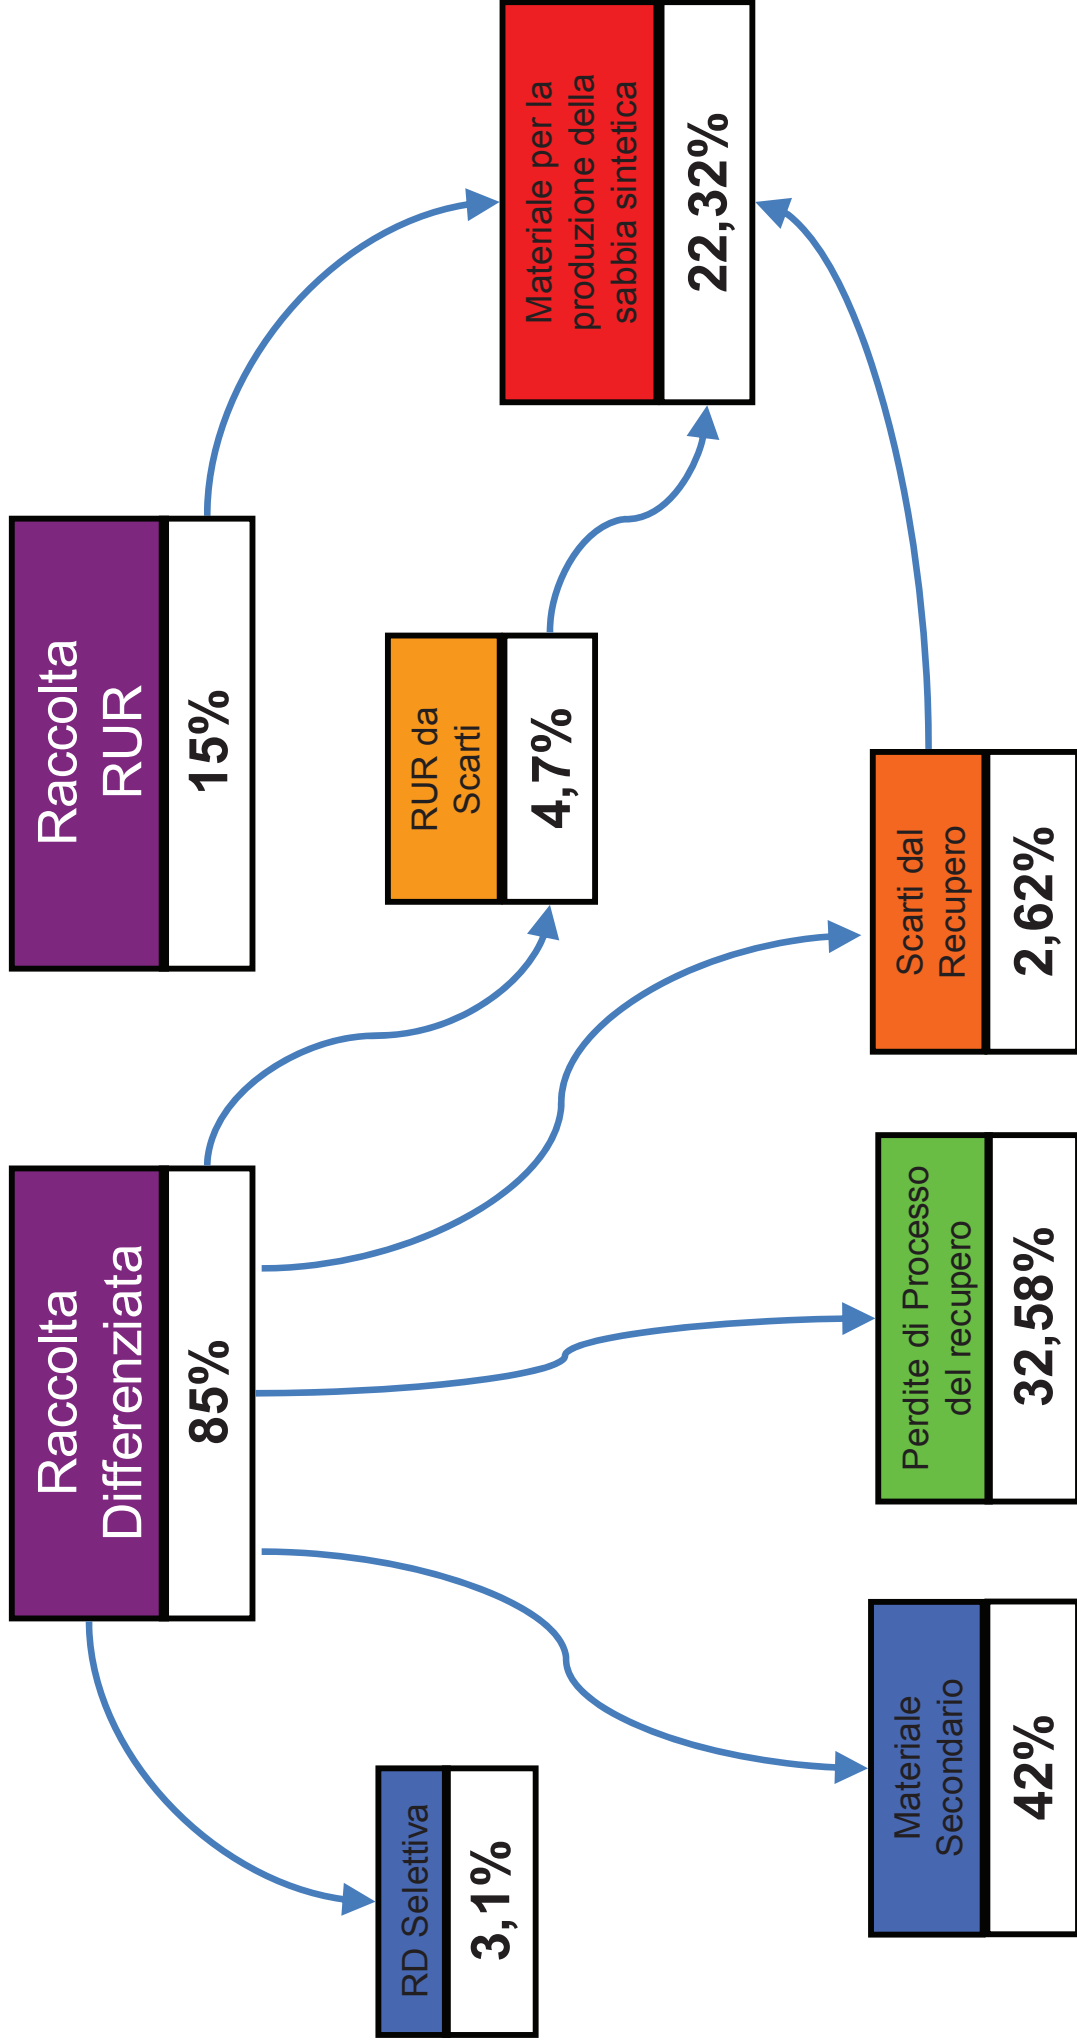 Raccolta
Differenziata
85%
Raccolta
RUR
15%
RD Selettiva
3,1%
RUR da
Scarti
4,7%
Materiale per la
produzione della
sabbia sintetica
22,32%
Materiale
Secondario
42%
Perdite di Processo
del recupero
32,58%
Scarti dal
Recupero
2,62%